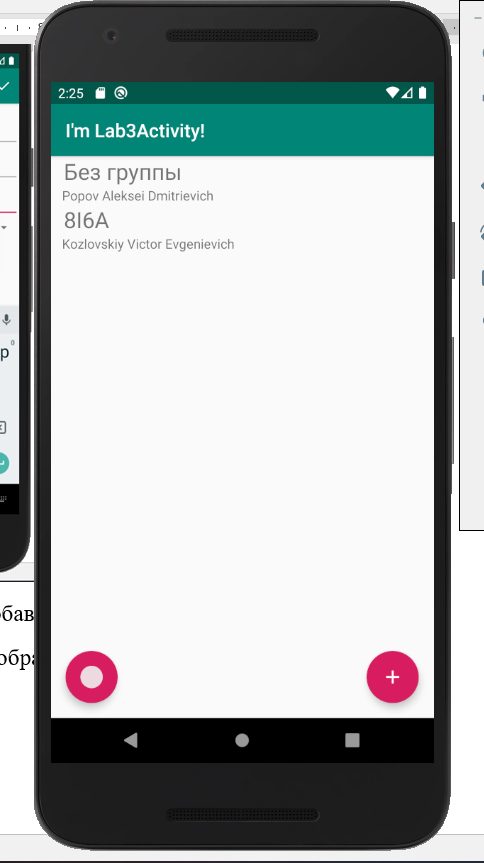 2:25
I'm Lab3Activity!
Без группы
Popov Aleksei Dmitrievich
8I6A
Kozlovskiy Victor Evgenievich
+
p